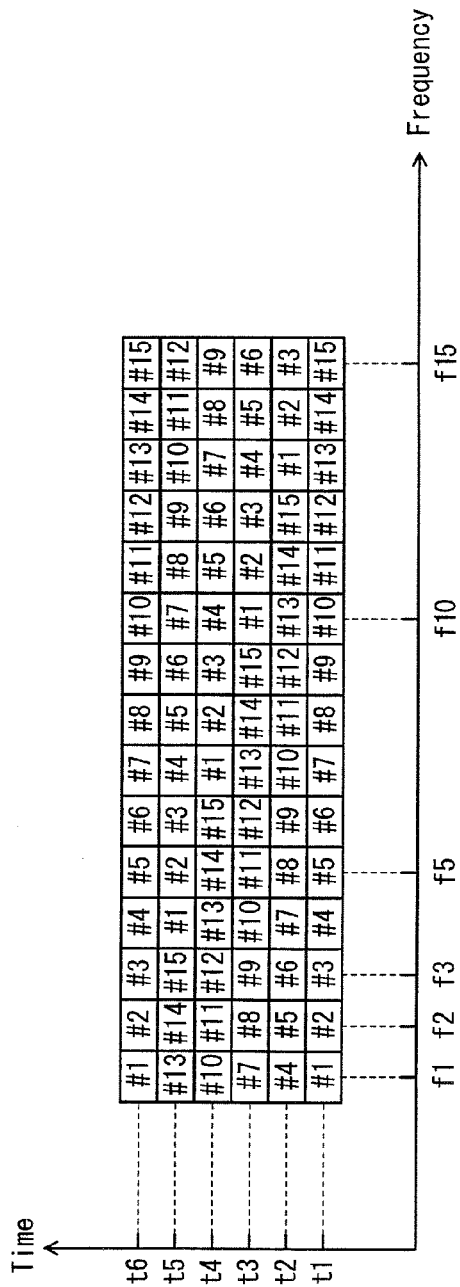 Time
t6 #1 #2 #3 #4 #5 #6 #7 #8 #9 #10 #11 #12 #13 #14 #15
t5 #13 #14 #15 #1 #2 #3 #4 #5 #6 #7 #8 #9 #10 #11 #12
t4 #10 #11 #12 #13 #14 #15 #1 #2 #3 #4 #5 #6 #7 #8 #9
t3 #7 #8 #9 #10 #11 #12 #13 #14 #15 #1 #2 #3 #4 #5 #6
t2 #4 #5 #6 #7 #8 #9 #10 #11 #12 #13 #14 #15 #1 #2 #3
t1 #1 #2 #3 #4 #5 #6 #7 #8 #9 #10 #11 #12 #13 #14 #15
Frequency
f1 f2 f3 f5 f10 f15